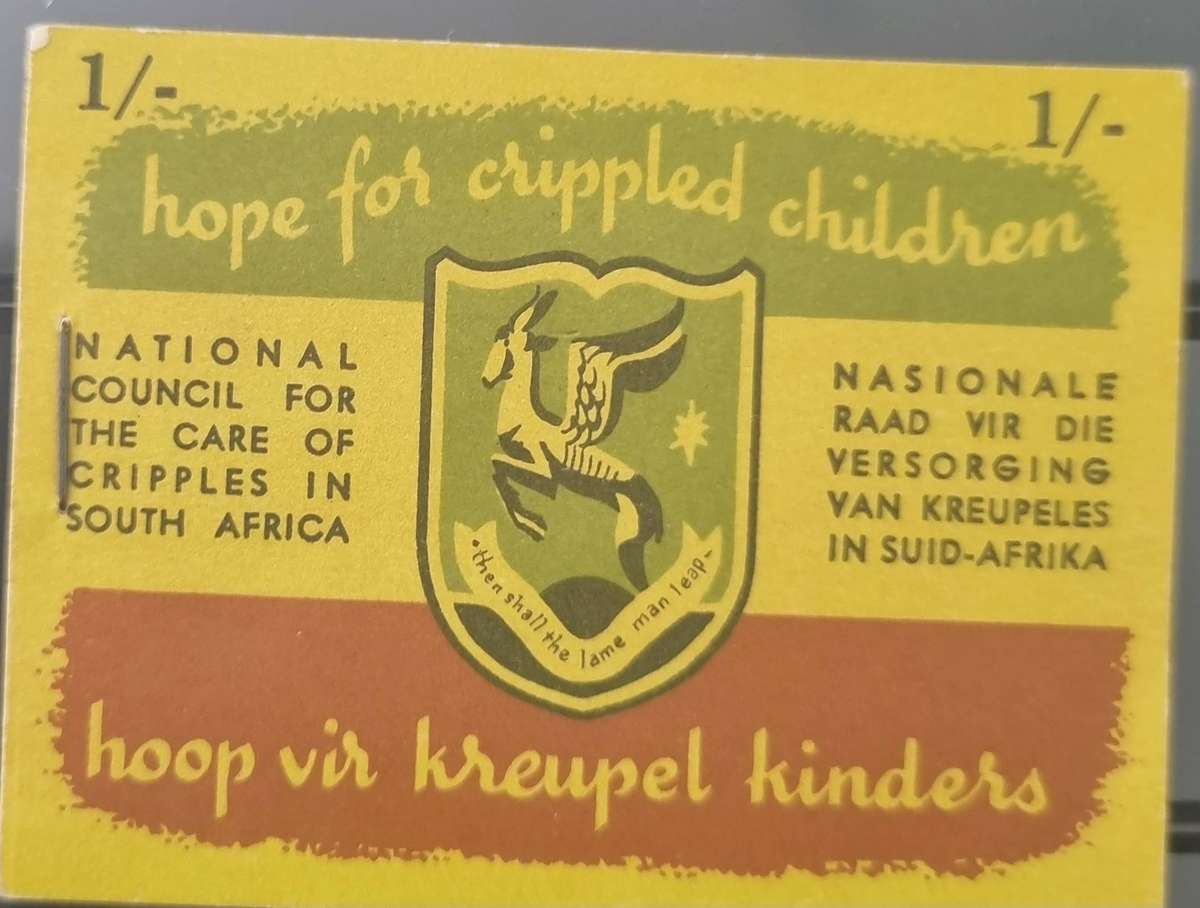 1/-
1/-
hope for crippled children
NATIONAL
COUNCIL FOR
THE CARE OF
CRIPPLES IN
SOUTH AFRICA
NASIONALE
RAAD VIR DIE
VERSORGING
VAN KREUPELES
IN SUID-AFRIKA
·then shall the lame man leap·
hoop vir kreupel kinders